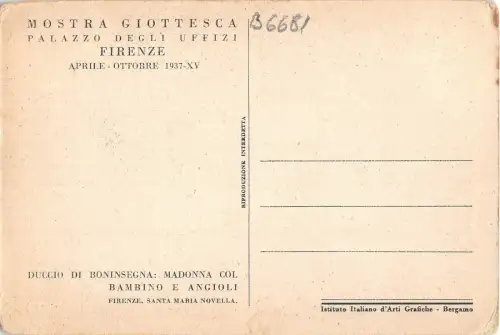 MOSTRA GIOTTESCA
PALAZZO DEGLI UFFIZI
FIRENZE
APRILE - OTTOBRE 1937-XV
B6681
RIPRODUZIONE INTERDETTA
DUCCIO DI BONINSEGNA: MADONNA COL
BAMBINO E ANGIOLI
FIRENZE, SANTA MARIA NOVELLA.
Istituto Italiano d'Arti Grafiche - Bergamo